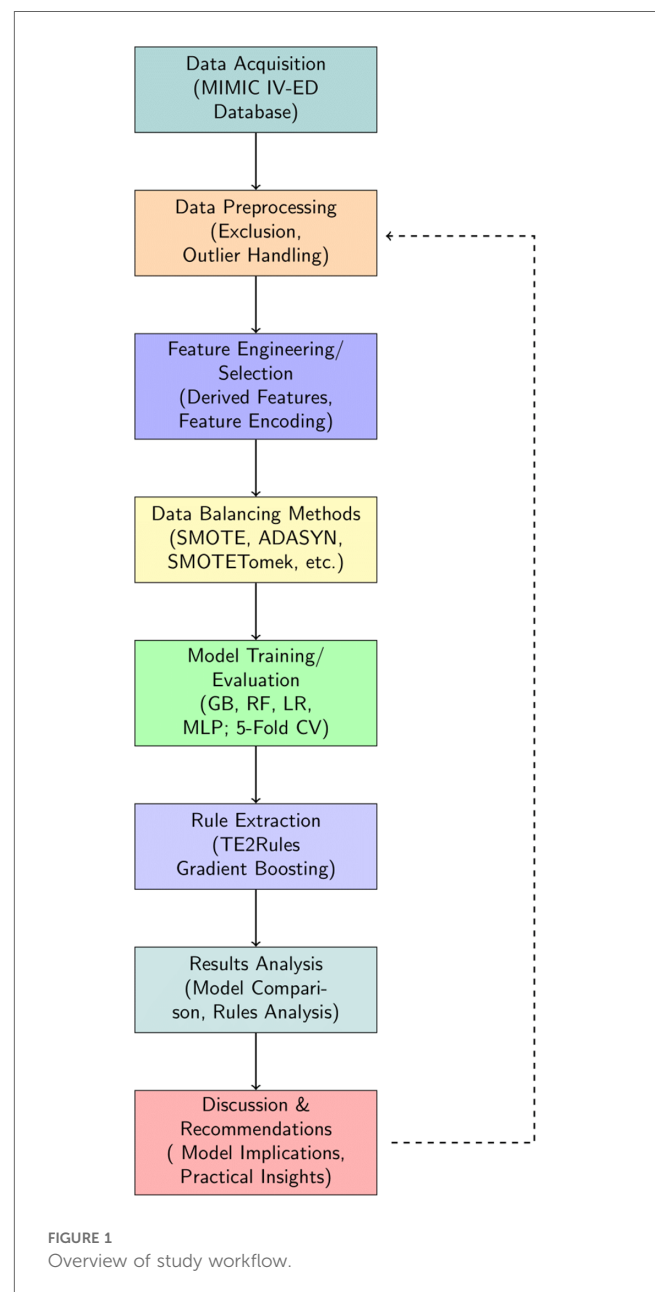 Data Acquisition
(MIMIC IV-ED
Database)
Data Preprocessing
(Exclusion,
Outlier Handling)
Feature Engineering/
Selection
(Derived Features,
Feature Encoding)
Data Balancing Methods
(SMOTE, ADASYN,
SMOTETomek, etc.)
Model Training/
Evaluation
(GB, RF, LR,
MLP; 5-Fold CV)
Rule Extraction
(TE2Rules
Gradient Boosting)
Results Analysis
(Model Compari-
son, Rules Analysis)
Discussion &
Recommendations
( Model Implications,
Practical Insights)
FIGURE 1
Overview of study workflow.